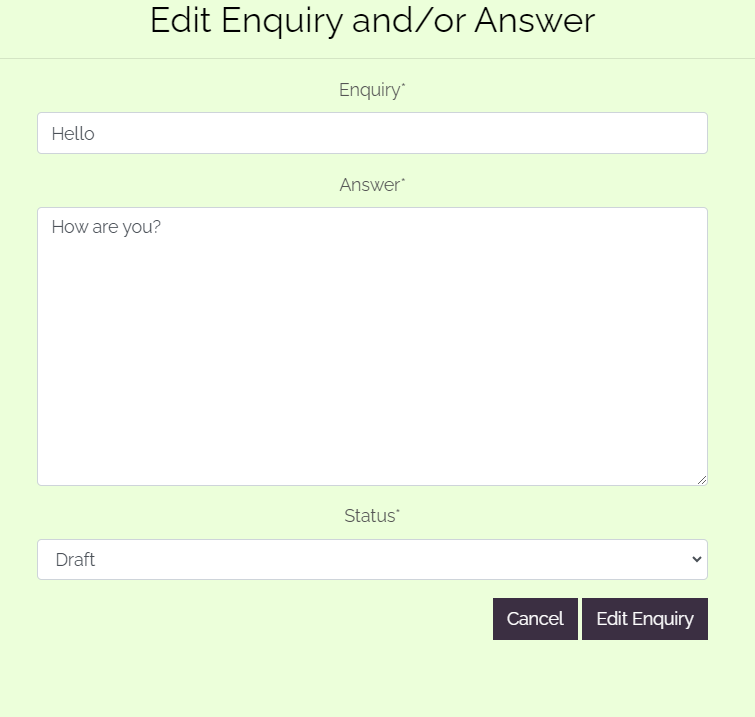 Edit Enquiry and/or Answer
Enquiry*
Hello
Answer*
How are you?
Status*
Draft
Cancel Edit Enquiry